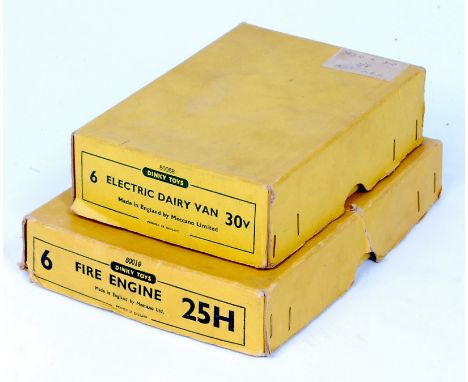 DINKY TOYS
6 ELECTRIC DAIRY VAN 30v
Made in England by Meccano Limited
DINKY TOYS
6 FIRE ENGINE 25H
Made in England by Meccano Ltd.